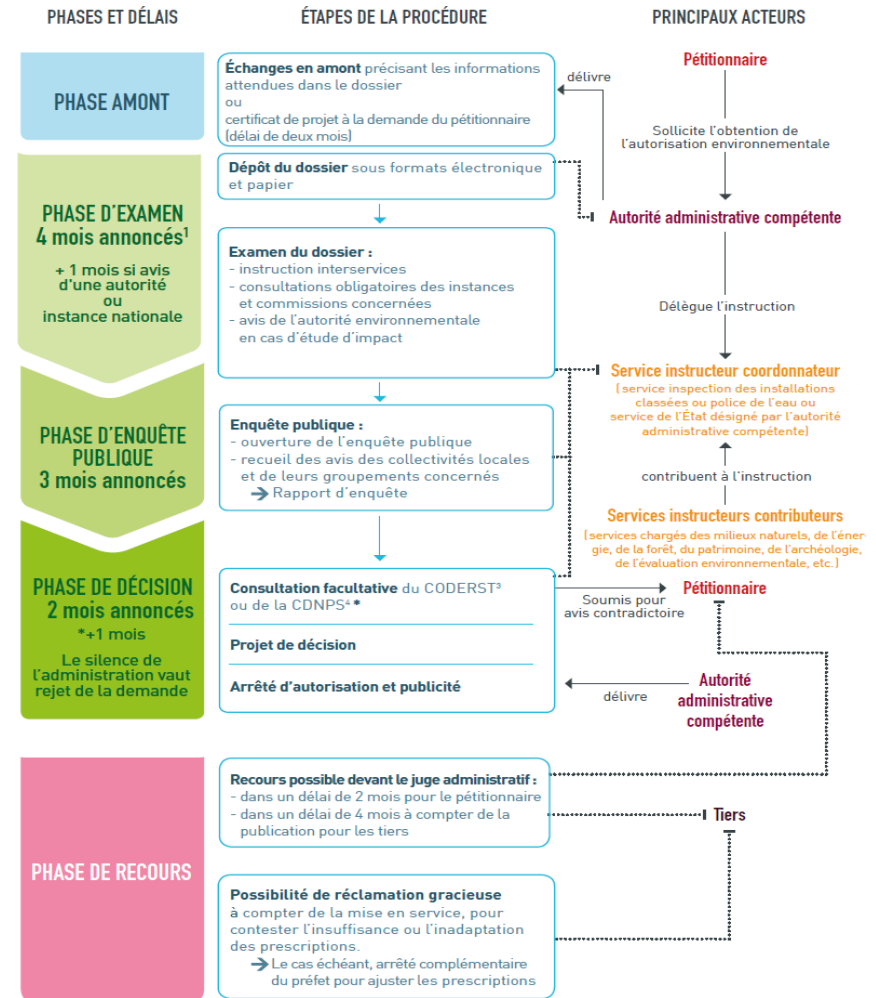 PHASES ET DÉLAIS
ÉTAPES DE LA PROCÉDURE
PRINCIPAUX ACTEURS
PHASE AMONT
Échanges en amont précisant les informations
attendues dans le dossier
ou
certificat de projet à la demande du pétitionnaire
(délai de deux mois)
délivre
Pétitionnaire
Sollicite l'obtention de
l'autorisation environnementale
PHASE D'EXAMEN
4 mois annoncés¹
+ 1 mois si avis
d'une autorité
ou
instance nationale
Dépôt du dossier sous formats électronique
et papier
Autorité administrative compétente
Examen du dossier :
- instruction interservices
- consultations obligatoires des instances
et commissions concernées
- avis de l'autorité environnementale
en cas d'étude d'impact
Délègue l'instruction
Service instructeur coordonnateur
(service inspection des installations
classées ou police de l'eau ou
service de l'État désigné par l'autorité
administrative compétente)
PHASE D'ENQUÊTE
PUBLIQUE
3 mois annoncés
Enquête publique :
- ouverture de l'enquête publique
- recueil des avis des collectivités locales
et de leurs groupements concernés
→ Rapport d'enquête
contribuent à l'instruction
Services instructeurs contributeurs
(services chargés des milieux naturels, de l'éner-
gie, de la forêt, du patrimoine, de l'archéologie,
de l'évaluation environnementale, etc.)
PHASE DE DÉCISION
2 mois annoncés
*+1 mois
Le silence de
l'administration vaut
rejet de la demande
Consultation facultative du CODERST³
ou de la CDNPS⁴ *
Projet de décision
Arrêté d'autorisation et publicité
Soumis pour
avis contradictoire
Pétitionnaire
délivre
Autorité
administrative
compétente
PHASE DE RECOURS
Recours possible devant le juge administratif :
- dans un délai de 2 mois pour le pétitionnaire
- dans un délai de 4 mois à compter de la
publication pour les tiers
Tiers
Possibilité de réclamation gracieuse
à compter de la mise en service, pour
contester l'insuffisance ou l'inadaptation
des prescriptions.
→ Le cas échéant, arrêté complémentaire
du préfet pour ajuster les prescriptions